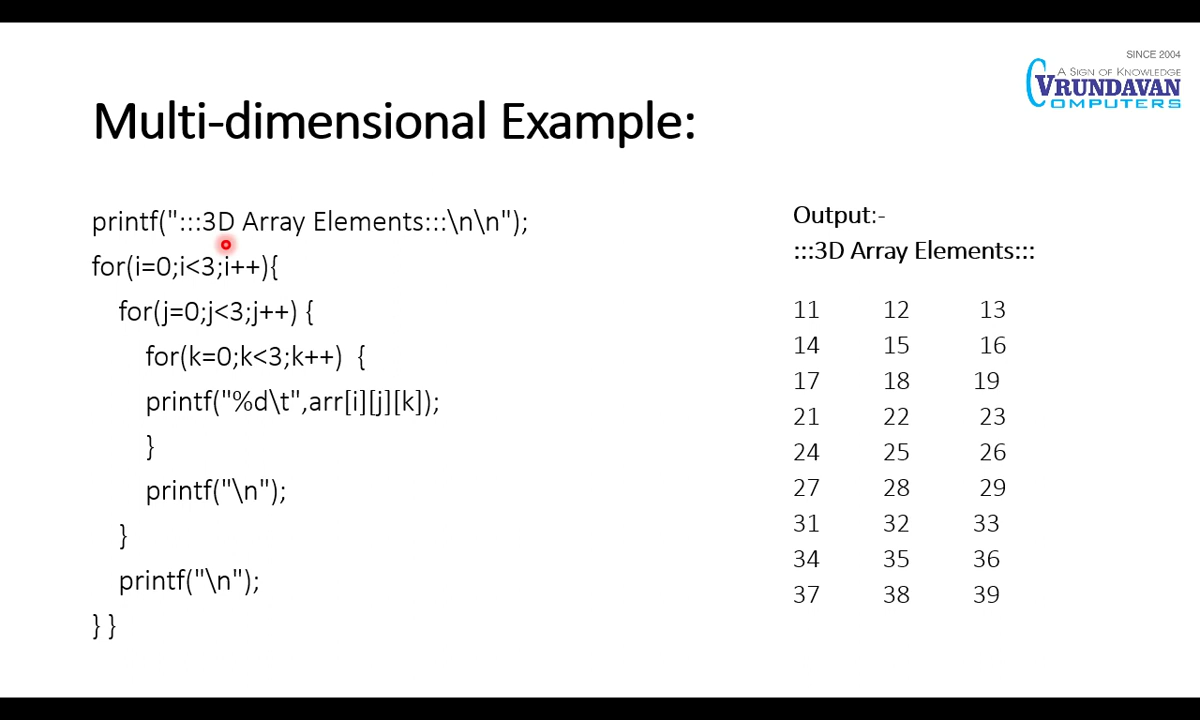 SINCE 2004
A SIGN OF KNOWLEDGE
VRUNDAVAN
COMPUTERS
Multi-dimensional Example:
printf(":::3D Array Elements:::\n\n");
for(i=0;i<3;i++){
for(j=0;j<3;j++) {
for(k=0;k<3;k++)  {
printf("%d\t",arr[i][j][k]);
}
printf("\n");
}
printf("\n");
} }
Output:-
:::3D Array Elements:::
11 12 13
14 15 16
17 18 19
21 22 23
24 25 26
27 28 29
31 32 33
34 35 36
37 38 39